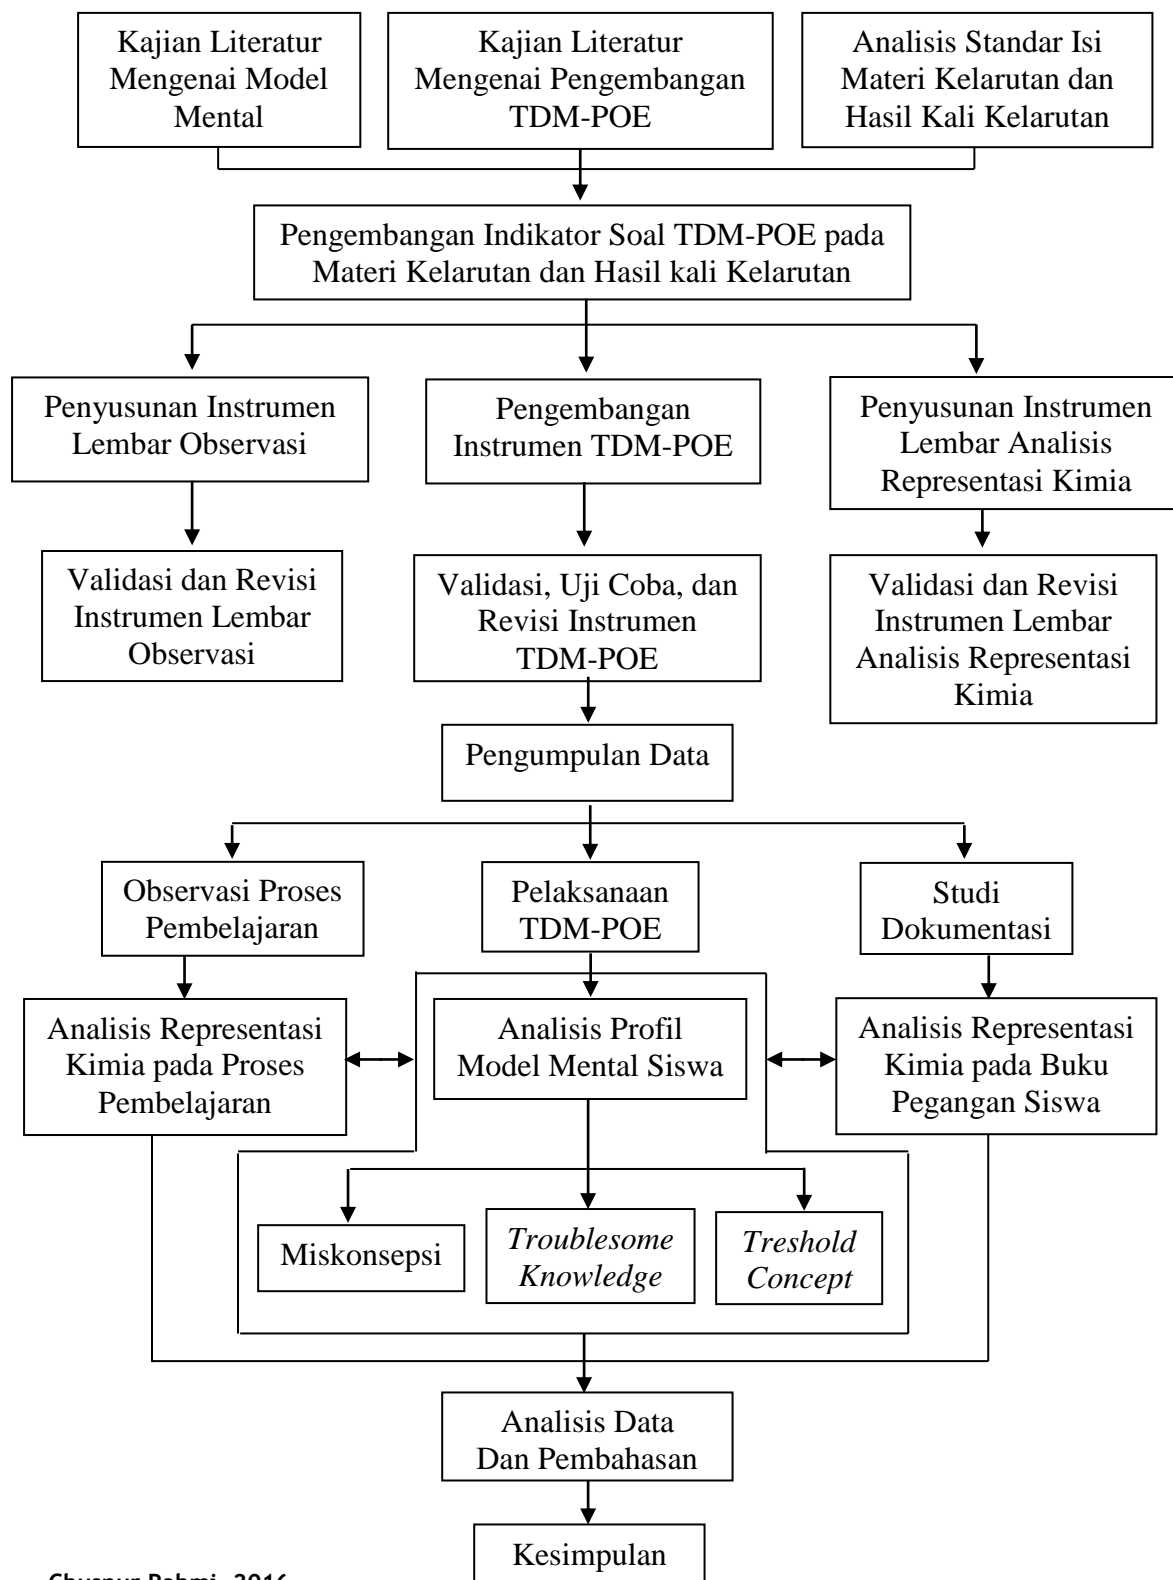 Kajian Literatur
Mengenai Model
Mental
Kajian Literatur
Mengenai Pengembangan
TDM-POE
Analisis Standar Isi
Materi Kelarutan dan
Hasil Kali Kelarutan
Pengembangan Indikator Soal TDM-POE pada
Materi Kelarutan dan Hasil kali Kelarutan
Penyusunan Instrumen
Lembar Observasi
Pengembangan
Instrumen TDM-POE
Penyusunan Instrumen
Lembar Analisis
Representasi Kimia
Validasi dan Revisi
Instrumen Lembar
Observasi
Validasi, Uji Coba, dan
Revisi Instrumen
TDM-POE
Validasi dan Revisi
Instrumen Lembar
Analisis Representasi
Kimia
Pengumpulan Data
Observasi Proses
Pembelajaran
Pelaksanaan
TDM-POE
Studi
Dokumentasi
Analisis Representasi
Kimia pada Proses
Pembelajaran
Analisis Profil
Model Mental Siswa
Analisis Representasi
Kimia pada Buku
Pegangan Siswa
Miskonsepsi
Troublesome
Knowledge
Treshold
Concept
Analisis Data
Dan Pembahasan
Kesimpulan
Rahmi, 2016